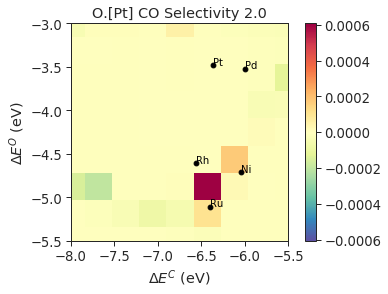 O.[Pt] CO Selectivity 2.0
−3.0
−3.5
−4.0
−4.5
−5.0
−5.5
ΔE^O (eV)
Pt
Pd
Rh
Ni
Ru
−8.0 −7.5 −7.0 −6.5 −6.0 −5.5
ΔE^C (eV)
0.0006
0.0004
0.0002
0.0000
−0.0002
−0.0004
−0.0006